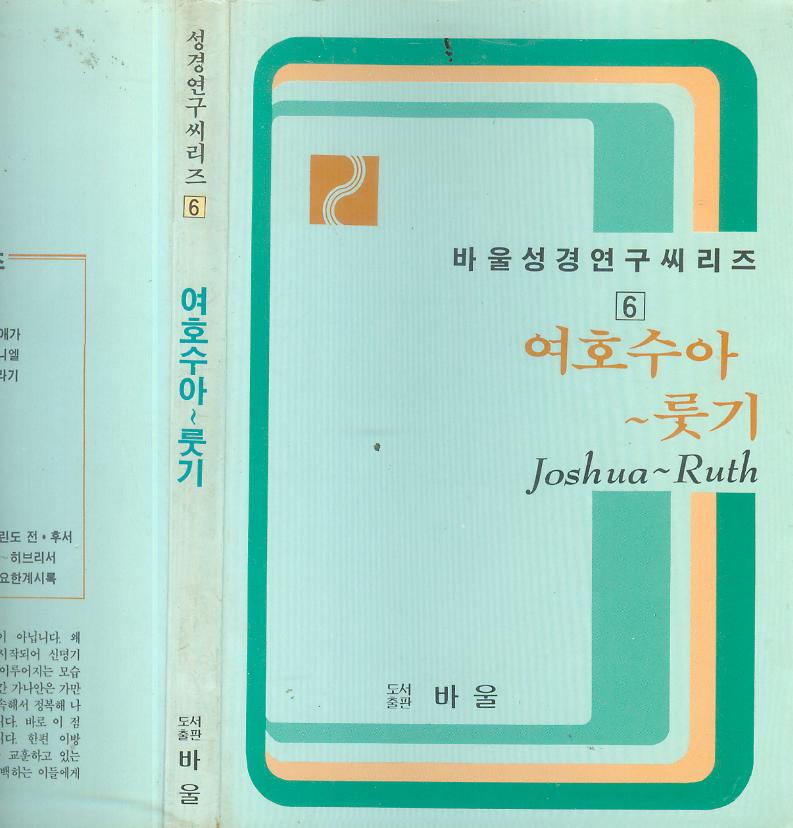 애가
니엘
라기
린도 전·후서
~히브리서
요한계시록
이 아닙니다. 왜
시작되어 신명기
이루어지는 모습
간 가나안은 가만
속해서 정복해 나
니다. 바로 이 점
니다. 한편 이방
교훈하고 있는
백하는 이들에게
성경연구씨리즈
6
여호수아~룻기
도서
출판
바울
바울성경연구씨리즈
6
여호수아
~룻기
Joshua~Ruth
도서
출판 바울